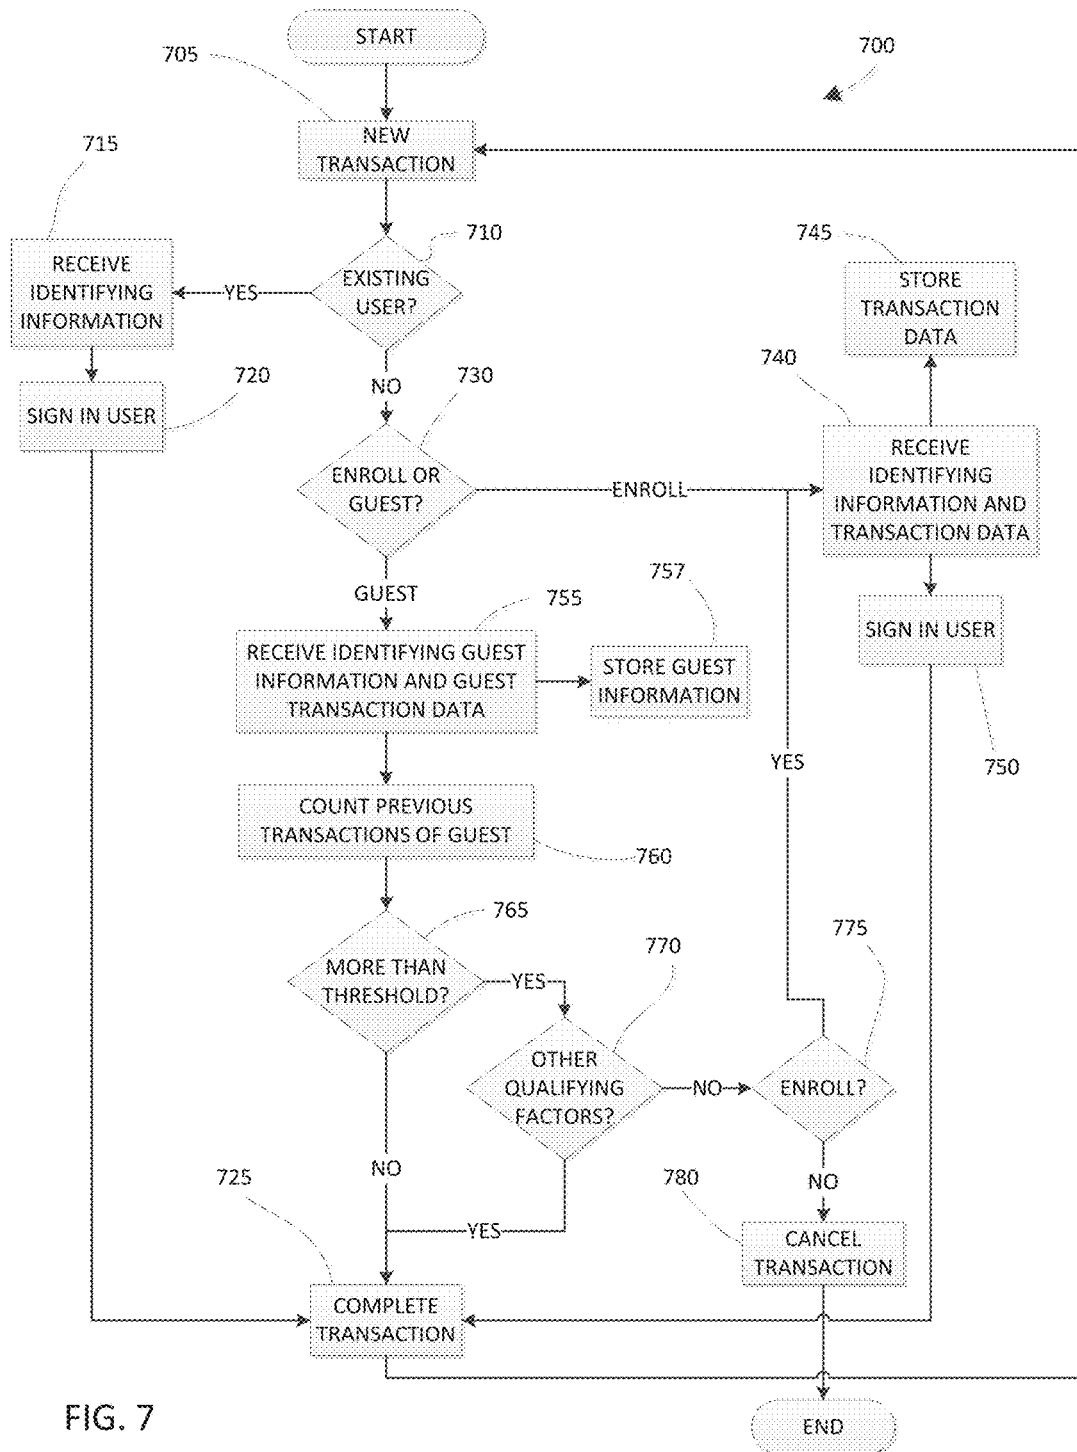 START
705
700
NEW
TRANSACTION
715
710
745
RECEIVE
IDENTIFYING
INFORMATION
YES
EXISTING
USER?
STORE
TRANSACTION
DATA
NO
730
740
720
SIGN IN USER
ENROLL OR
GUEST?
ENROLL
RECEIVE
IDENTIFYING
INFORMATION AND
TRANSACTION DATA
GUEST
755
757
SIGN IN USER
RECEIVE IDENTIFYING GUEST
INFORMATION AND GUEST
TRANSACTION DATA
STORE GUEST
INFORMATION
750
YES
COUNT PREVIOUS
TRANSACTIONS OF GUEST
760
765
770
775
MORE THAN
THRESHOLD?
YES
OTHER
QUALIFYING
FACTORS?
NO
ENROLL?
NO
725
YES
NO
780
CANCEL
TRANSACTION
COMPLETE
TRANSACTION
FIG. 7
END